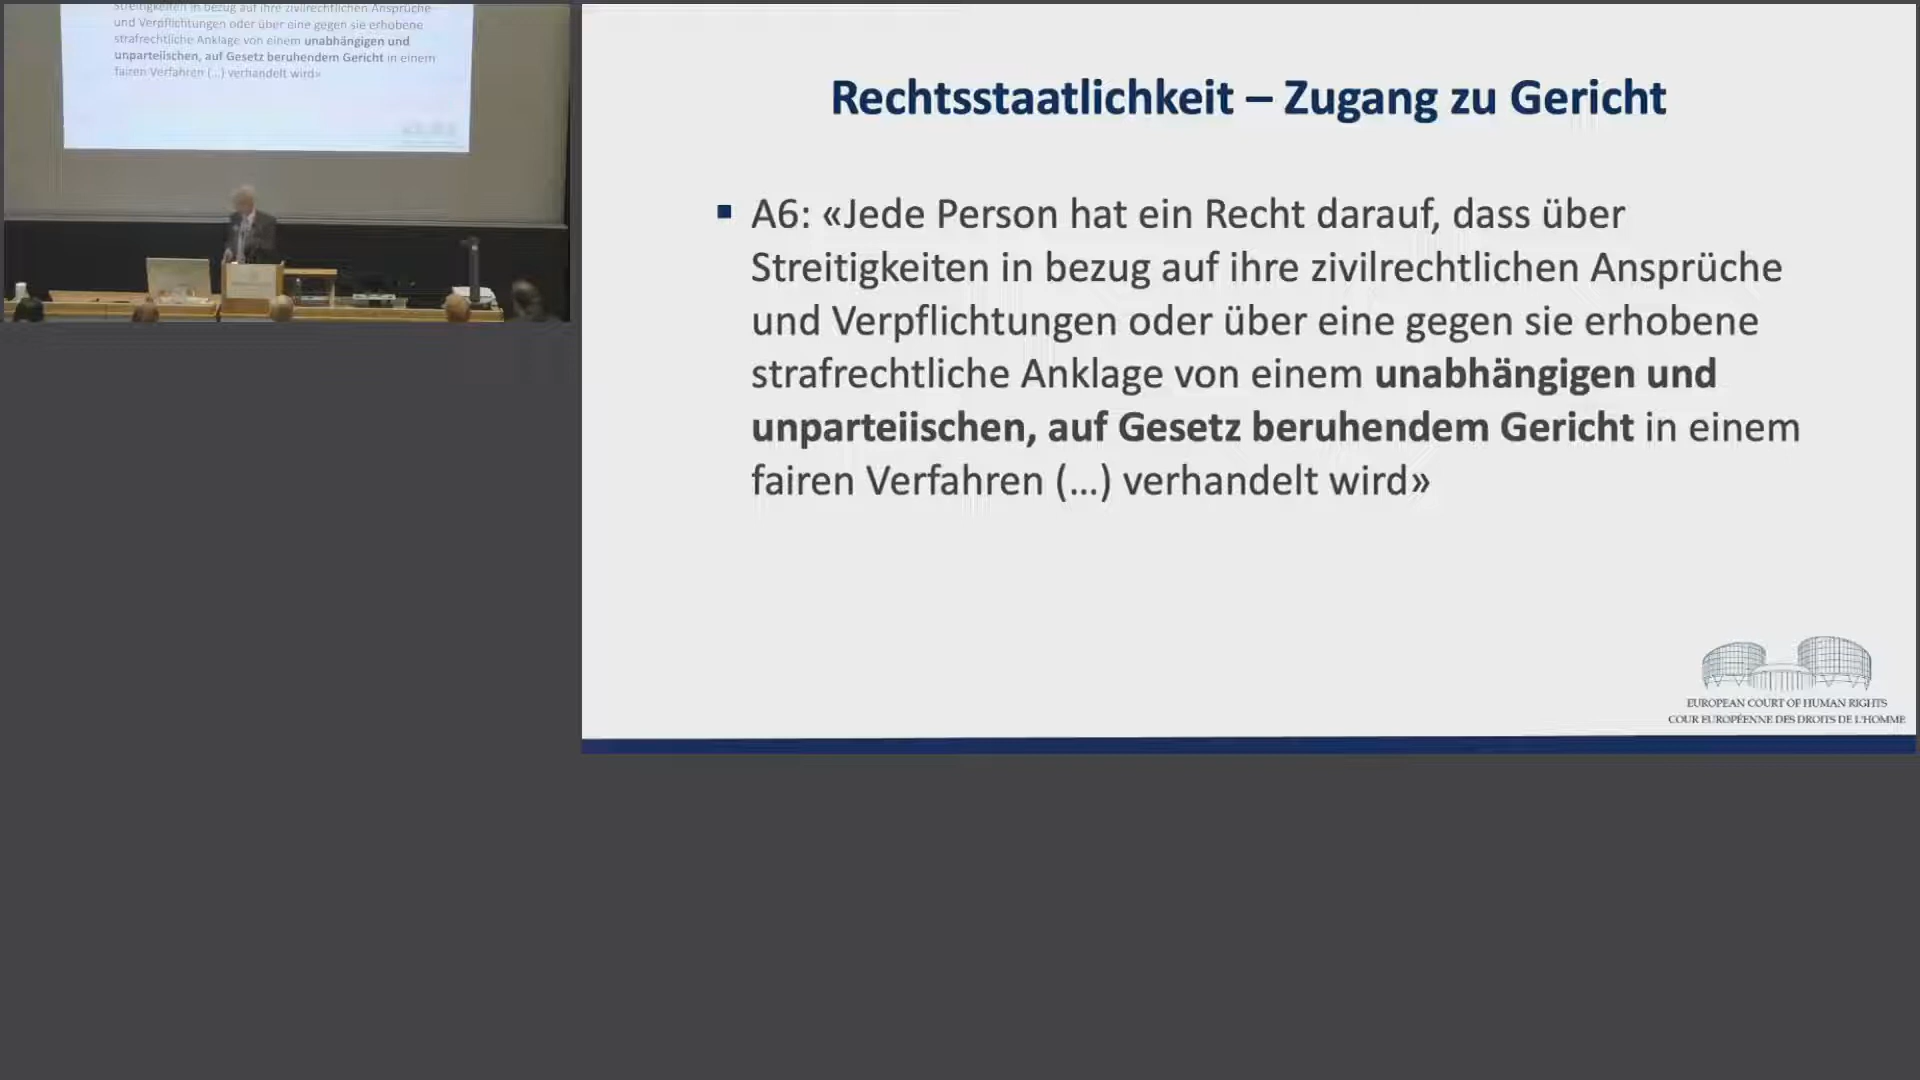 Streitigkeiten in bezug auf ihre zivilrechtlichen Ansprüche
und Verpflichtungen oder über eine gegen sie erhobene
strafrechtliche Anklage von einem unabhängigen und
unparteiischen, auf Gesetz beruhendem Gericht in einem
fairen Verfahren (...) verhandelt wird»
Rechtsstaatlichkeit – Zugang zu Gericht
▪ A6: «Jede Person hat ein Recht darauf, dass über
Streitigkeiten in bezug auf ihre zivilrechtlichen Ansprüche
und Verpflichtungen oder über eine gegen sie erhobene
strafrechtliche Anklage von einem unabhängigen und
unparteiischen, auf Gesetz beruhendem Gericht in einem
fairen Verfahren (...) verhandelt wird»
EUROPEAN COURT OF HUMAN RIGHTS
COUR EUROPÉENNE DES DROITS DE L'HOMME